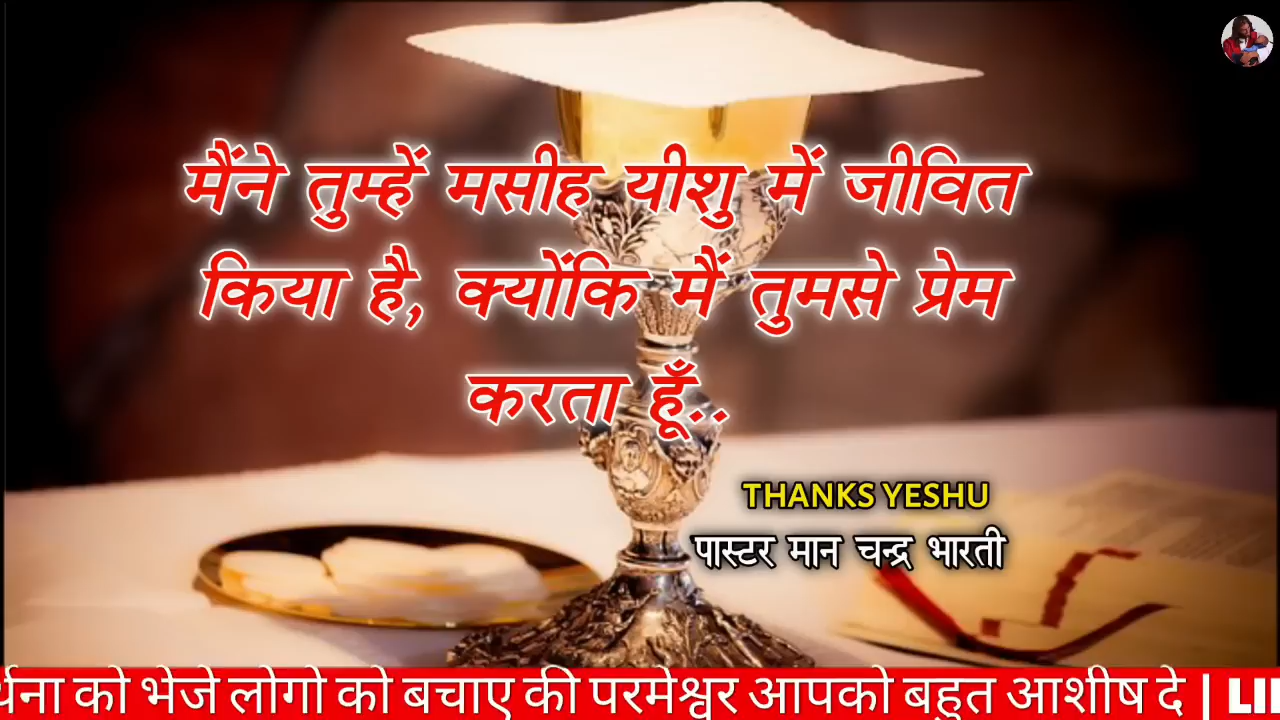 मैंने तुम्हें मसीह यीशु में जीवित
किया है, क्योंकि मैं तुमसे प्रेम
करता हूँ..
THANKS YESHU
पास्टर मान चन्द्र भारती
को भेजे लोगो को बचाए की परमेश्वर आपको बहुत आशीष दे |